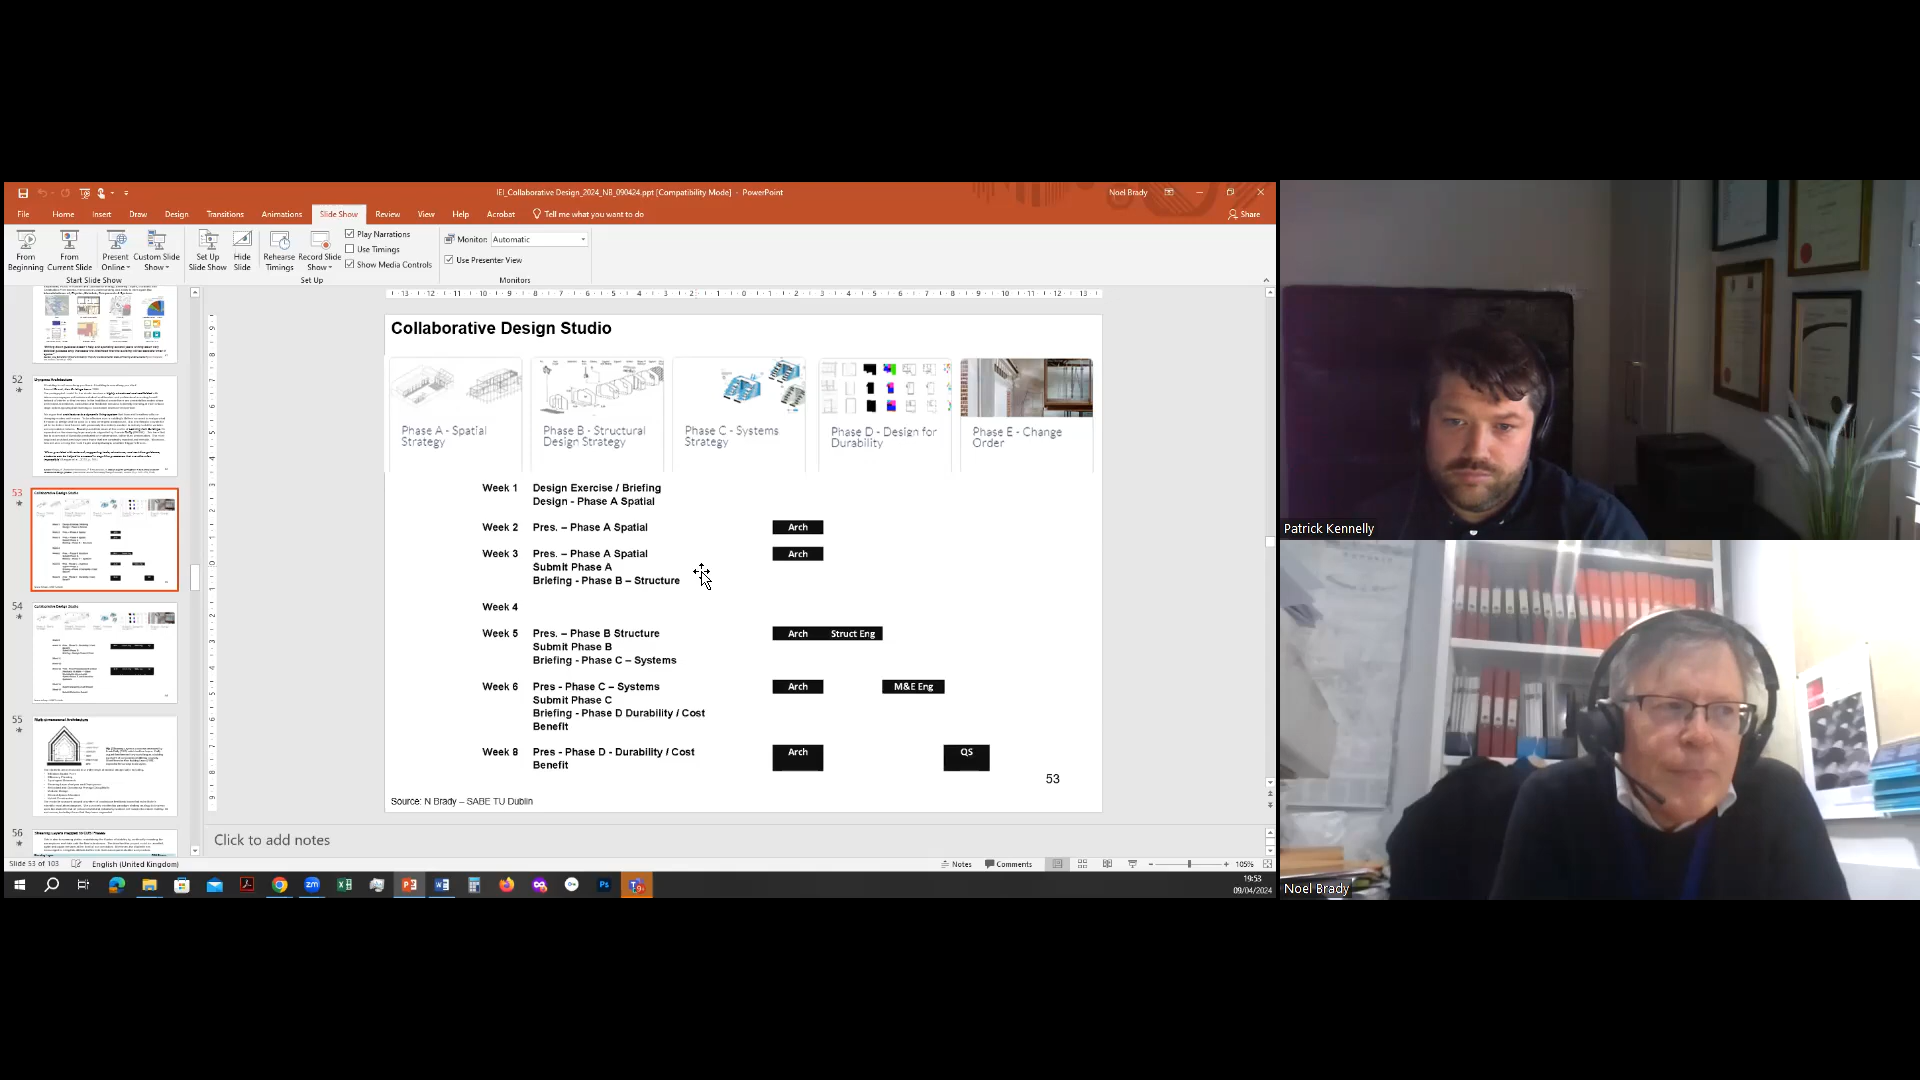 IEI_Collaborative Design_2024_NB_090424.ppt [Compatibility Mode] - PowerPoint
Noel Brady
File Home Insert Draw Design Transitions Animations Slide Show Review View Help Acrobat Tell me what you want to do
Share
From Beginning
From Current Slide
Present Online
Custom Slide Show
Start Slide Show
Set Up Slide Show
Hide Slide
Rehearse Timings
Record Slide Show
Play Narrations
Use Timings
Show Media Controls
Set Up
Monitor: Automatic
Use Presenter View
Monitors
52
53
54
55
56
Collaborative Design Studio
Phase A - Spatial Strategy
Phase B - Structural Design Strategy
Phase C - Systems Strategy
Phase D - Design for Durability
Phase E - Change Order
Week 1 Design Exercise / Briefing
Design - Phase A Spatial
Week 2 Pres. – Phase A Spatial Arch
Week 3 Pres. – Phase A Spatial Arch
Submit Phase A
Briefing - Phase B – Structure
Week 4
Week 5 Pres. – Phase B Structure Arch Struct Eng
Submit Phase B
Briefing - Phase C – Systems
Week 6 Pres - Phase C – Systems Arch M&E Eng
Submit Phase C
Briefing - Phase D Durability / Cost
Benefit
Week 8 Pres - Phase D - Durability / Cost Arch QS
Benefit
53
Source: N Brady – SABE TU Dublin
Click to add notes
Slide 53 of 103 English (United Kingdom) Notes Comments 105%
19:53
09/04/2024
Patrick Kennelly
Noel Brady